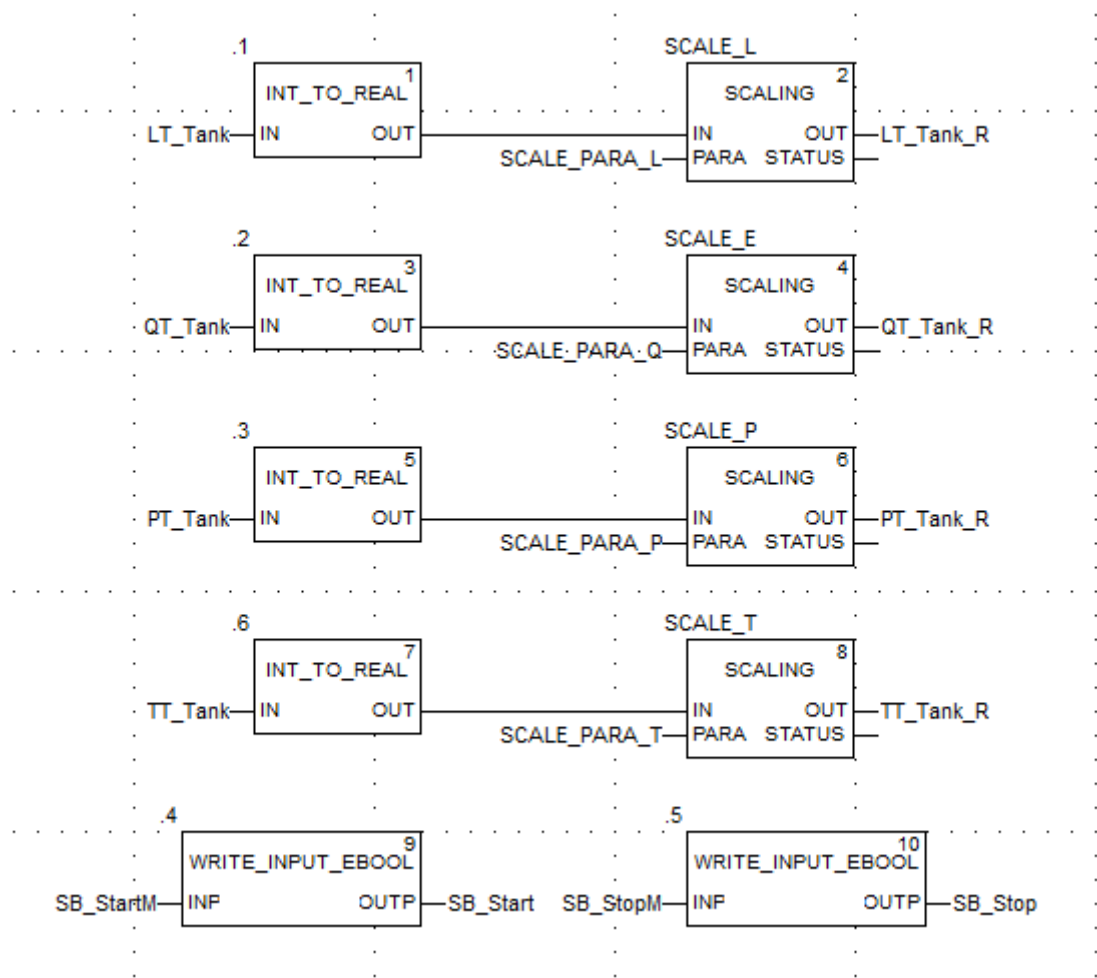 .1 SCALE_L
1 2
INT_TO_REAL SCALING
LT_Tank IN OUT IN OUT LT_Tank_R
SCALE_PARA_L PARA STATUS
.2 SCALE_E
3 4
INT_TO_REAL SCALING
QT_Tank IN OUT IN OUT QT_Tank_R
SCALE_PARA_Q PARA STATUS
.3 SCALE_P
5 6
INT_TO_REAL SCALING
PT_Tank IN OUT IN OUT PT_Tank_R
SCALE_PARA_P PARA STATUS
.6 SCALE_T
7 8
INT_TO_REAL SCALING
TT_Tank IN OUT IN OUT TT_Tank_R
SCALE_PARA_T PARA STATUS
.4 .5
9 10
WRITE_INPUT_EBOOL WRITE_INPUT_EBOOL
SB_StartM INP OUTP SB_Start SB_StopM INP OUTP SB_Stop